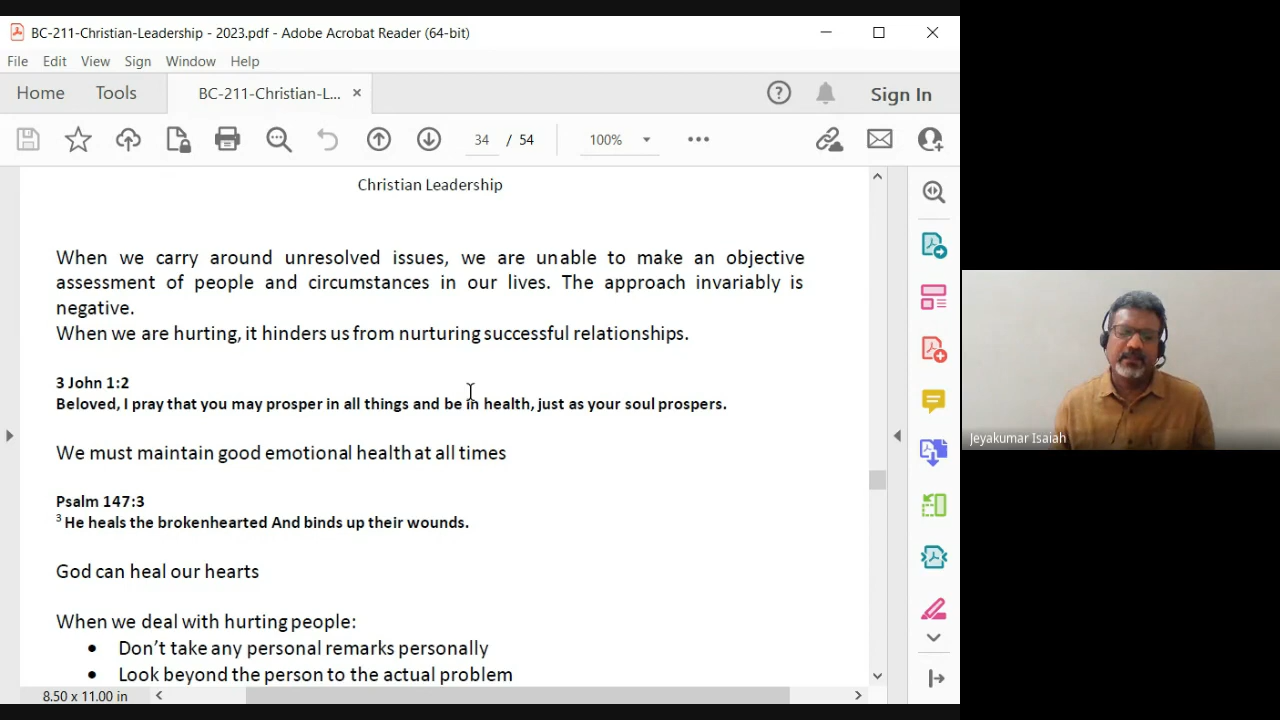 BC-211-Christian-Leadership - 2023.pdf - Adobe Acrobat Reader (64-bit)
File Edit View Sign Window Help
Home Tools BC-211-Christian-L... × Sign In
34 / 54 100%
Christian Leadership
When we carry around unresolved issues, we are unable to make an objective
assessment of people and circumstances in our lives. The approach invariably is
negative.
When we are hurting, it hinders us from nurturing successful relationships.
3 John 1:2
Beloved, I pray that you may prosper in all things and be in health, just as your soul prospers.
We must maintain good emotional health at all times
Psalm 147:3
3 He heals the brokenhearted And binds up their wounds.
God can heal our hearts
When we deal with hurting people:
• Don’t take any personal remarks personally
• Look beyond the person to the actual problem
8.50 x 11.00 in
Jeyakumar Isaiah